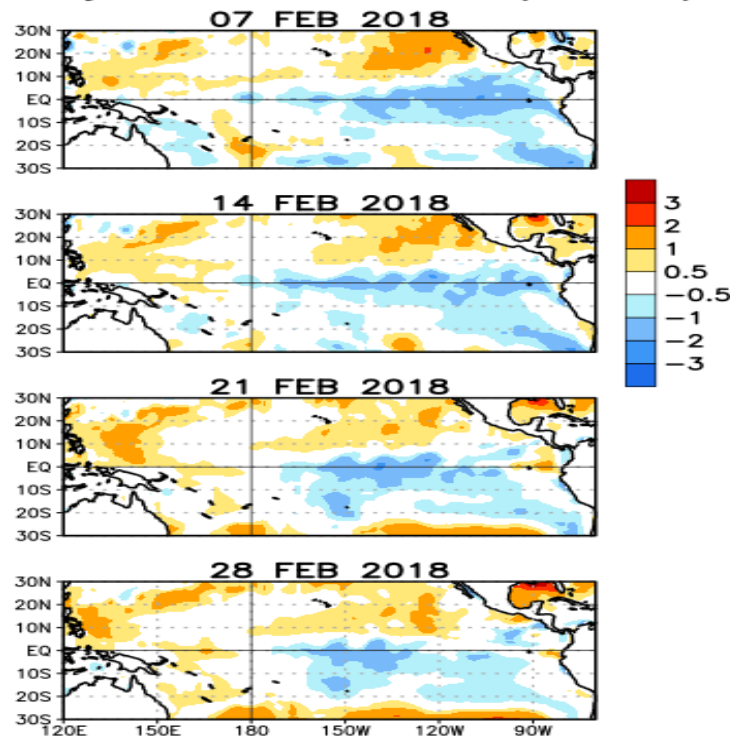 07 FEB 2018
30N
20N
10N
EQ
10S
20S
30S
14 FEB 2018
30N
20N
10N
EQ
10S
20S
30S
3
2
1
0.5
-0.5
-1
-2
-3
21 FEB 2018
30N
20N
10N
EQ
10S
20S
30S
28 FEB 2018
30N
20N
10N
EQ
10S
20S
30S
120E 150E 180 150W 120W 90W